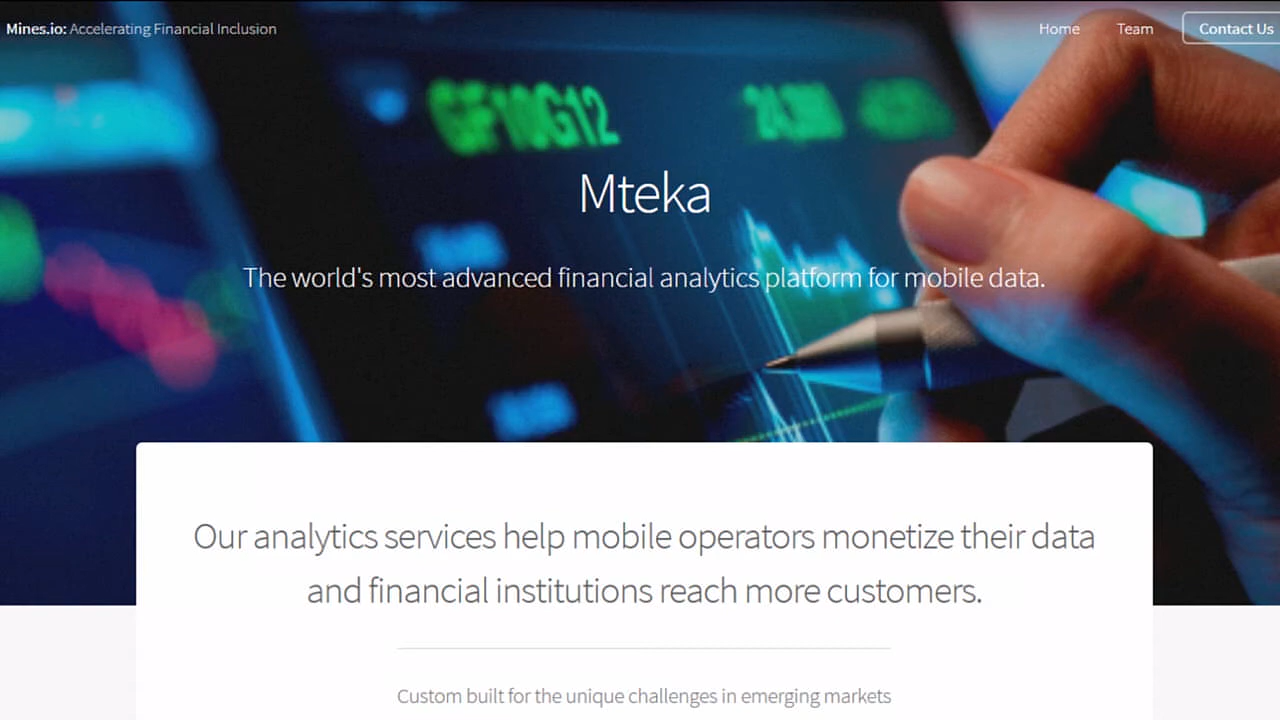 Mines.io: Accelerating Financial Inclusion
Home Team Contact Us
Mteka
The world's most advanced financial analytics platform for mobile data.
Our analytics services help mobile operators monetize their data
and financial institutions reach more customers.
Custom built for the unique challenges in emerging markets